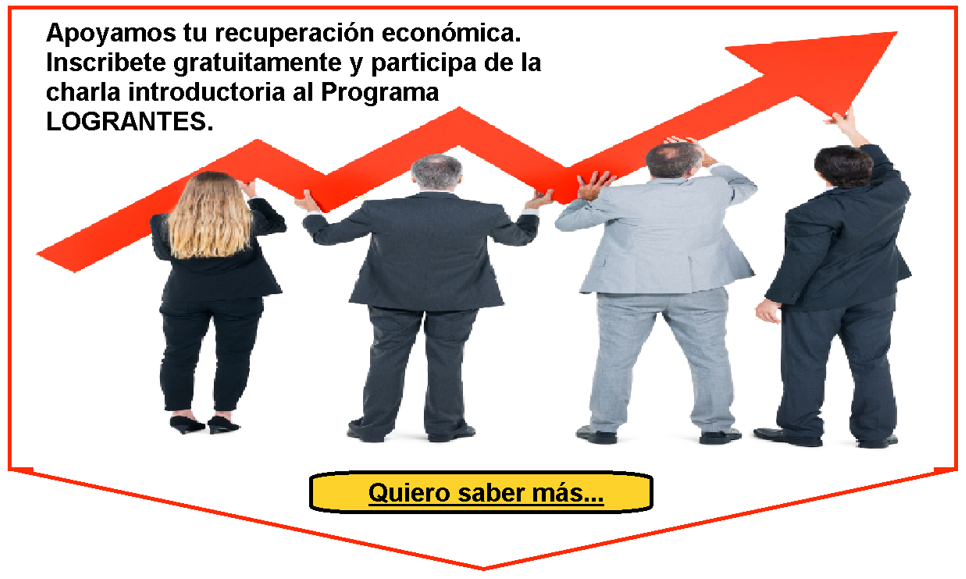 Apoyamos tu recuperación económica.
Inscribete gratuitamente y participa de la
charla introductoria al Programa
LOGRANTES.
Quiero saber más...